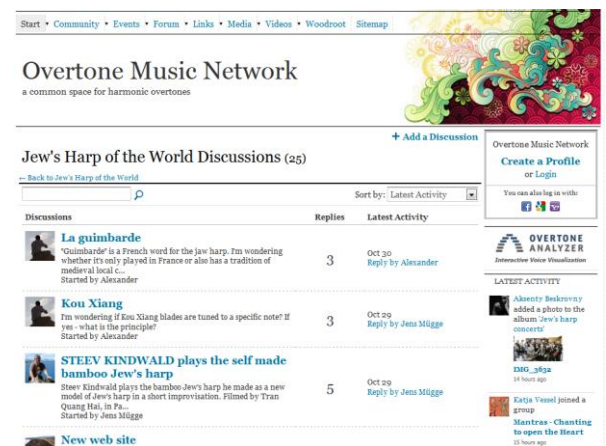 Start • Community • Events • Forum • Links • Media • Videos • Woodroot Sitemap
Overtone Music Network
a common space for harmonic overtones
+ Add a Discussion
Jew's Harp of the World Discussions (25)
← Back to Jew's Harp of the World
Sort by: Latest Activity
Discussions Replies Latest Activity
La guimbarde
"Guimbarde" is a French word for the jaw harp. I'm wondering
whether it's only played in France or also has a tradition of
medieval local c...
Started by Alexander
3
Oct 30
Reply by Alexander
Kou Xiang
I'm wondering if Kou Xiang blades are tuned to a specific note? If
yes - what is the principle?
Started by Alexander
3
Oct 29
Reply by Jens Mügge
STEEV KINDWALD plays the self made
bamboo Jew's harp
Steev Kindwald plays the bamboo Jew's harp he made as a new
model of Jew's harp in a short improvisation. Filmed by Tran
Quang Hai, in Pa...
Started by Jens Mügge
5
Oct 29
Reply by Jens Mügge
New web site
Overtone Music Network
Create a Profile
or Login
You can also log in with:
OVERTONE
ANALYZER
Interactive Voice Visualization
LATEST ACTIVITY
Aksenty Beskrovny
added a photo to the
album 'Jew's harp
concerts'
IMG_3632
14 hours ago
Katja Vessel joined a
group
Mantras - Chanting
to open the Heart
15 hours ago